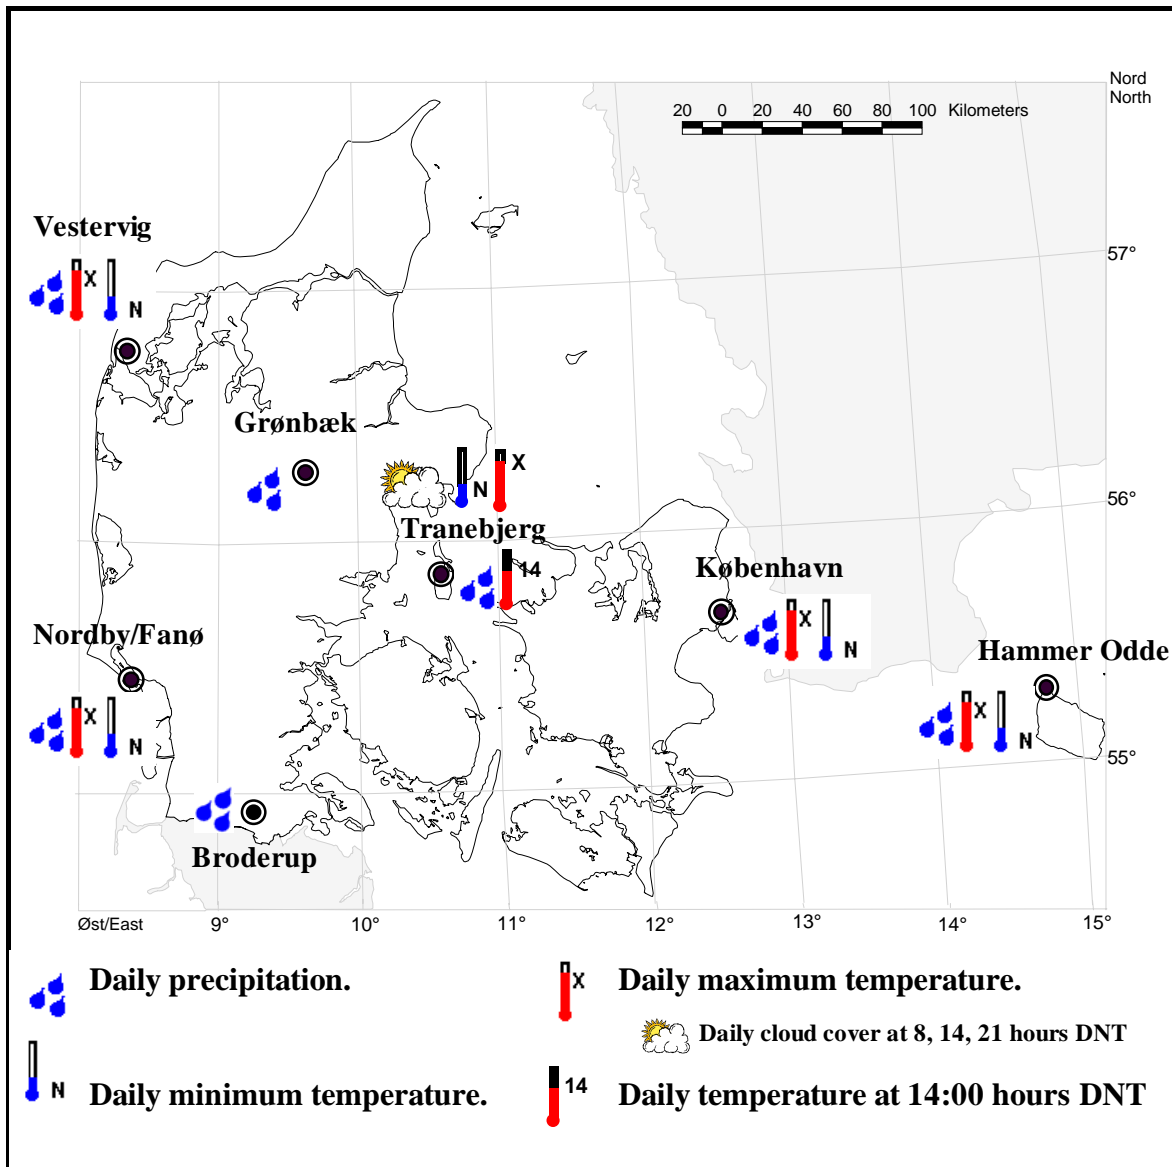 Nord
North
20 0 20 40 60 80 100 Kilometers
Vestervig
X
N
57°
Grønbæk
X
N
56°
Tranebjerg
14
København
X
N
Nordby/Fanø
X
N
Hammer Odde
X
N
55°
Broderup
Øst/East 9° 10° 11° 12° 13° 14° 15°
Daily precipitation.
X Daily maximum temperature.
Daily cloud cover at 8, 14, 21 hours DNT
N Daily minimum temperature.
14 Daily temperature at 14:00 hours DNT